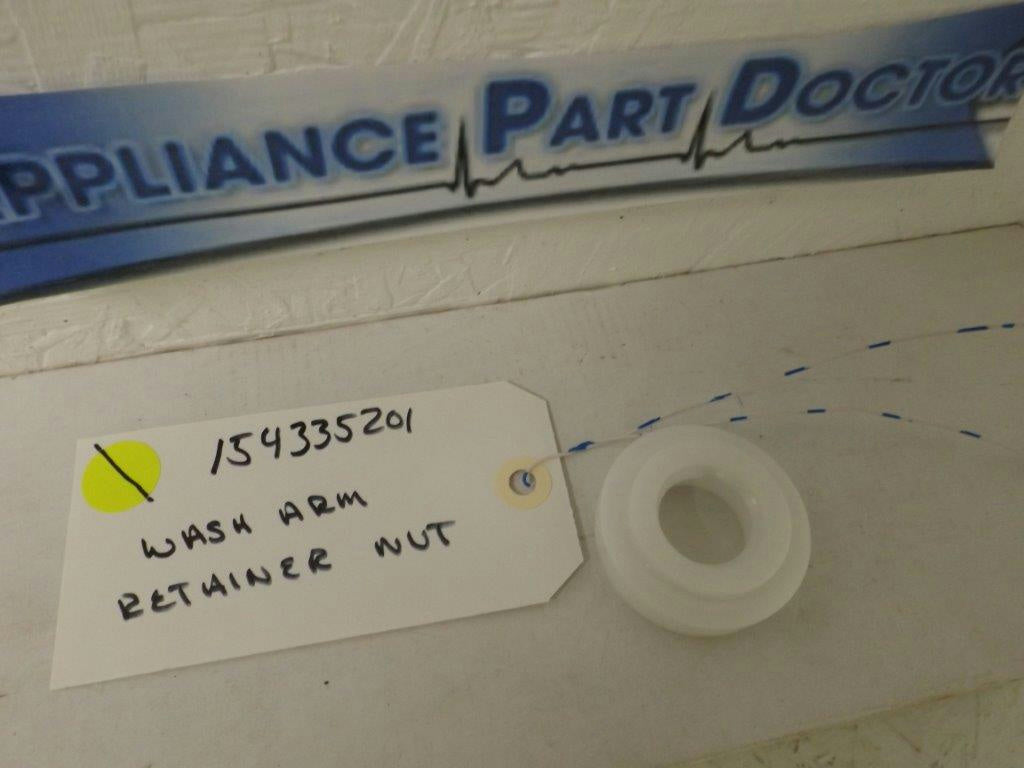 APPLIANCE PART DOCTOR
154335201
WASH ARM
RETAINER NUT